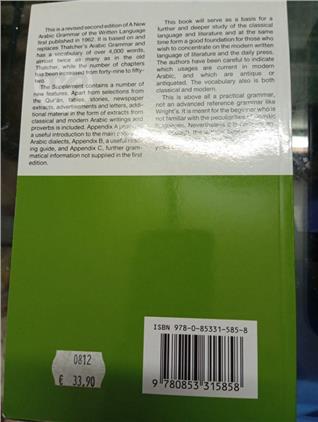 This is a revised second edition of A New
Arabic Grammar of the Written Language
first published in 1962. It is based on and
replaces Thatcher's Arabic Grammar and
has a vocabulary of over 4,000 words,
almost twice as many as in the old
Thatcher, while the number of chapters
has been increased from forty-nine to fifty-
two.
The Supplement contains a number of
new features. Apart from selections from
the Qur'an, fables, stories, newspaper
extracts, advertisements and letters, addi-
tional material in the form of extracts from
classical and modern Arabic writings and
proverbs is included. Appendix A
a useful introduction to the main
Arabic dialects, Appendix B, a useful
ing guide, and Appendix C, further gram-
matical information not supplied in the first
edition.
This book will serve as a basis for a
further and deeper study of the classical
language and literature and at the same
time form a good foundation for those who
wish to concentrate on the modern written
language of literature and the daily press.
The authors have been careful to indicate
which usages are current in modern
Arabic, and which are antique or
antiquated. The vocabulary also is both
classical and modern.
This is above all a practical grammar,
not an advanced reference grammar like
Wright's. It is meant for the beginner who is
not familiar with the peculiarities of
Nevertheless it
ISBN 978-0-85331-585-8
0812
€ 33,90
9 780853 315858